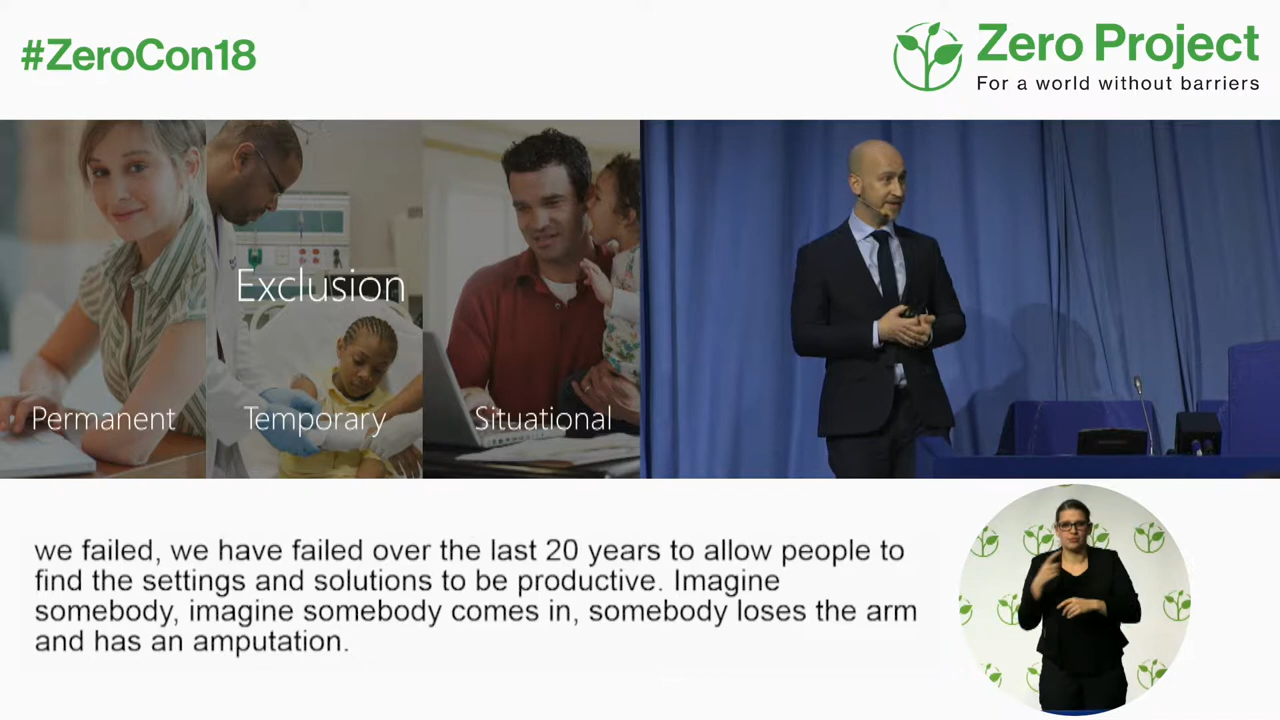 #ZeroCon18
Zero Project
For a world without barriers
Exclusion
Permanent
Temporary
Situational
we failed, we have failed over the last 20 years to allow people to
find the settings and solutions to be productive. Imagine
somebody, imagine somebody comes in, somebody loses the arm
and has an amputation.